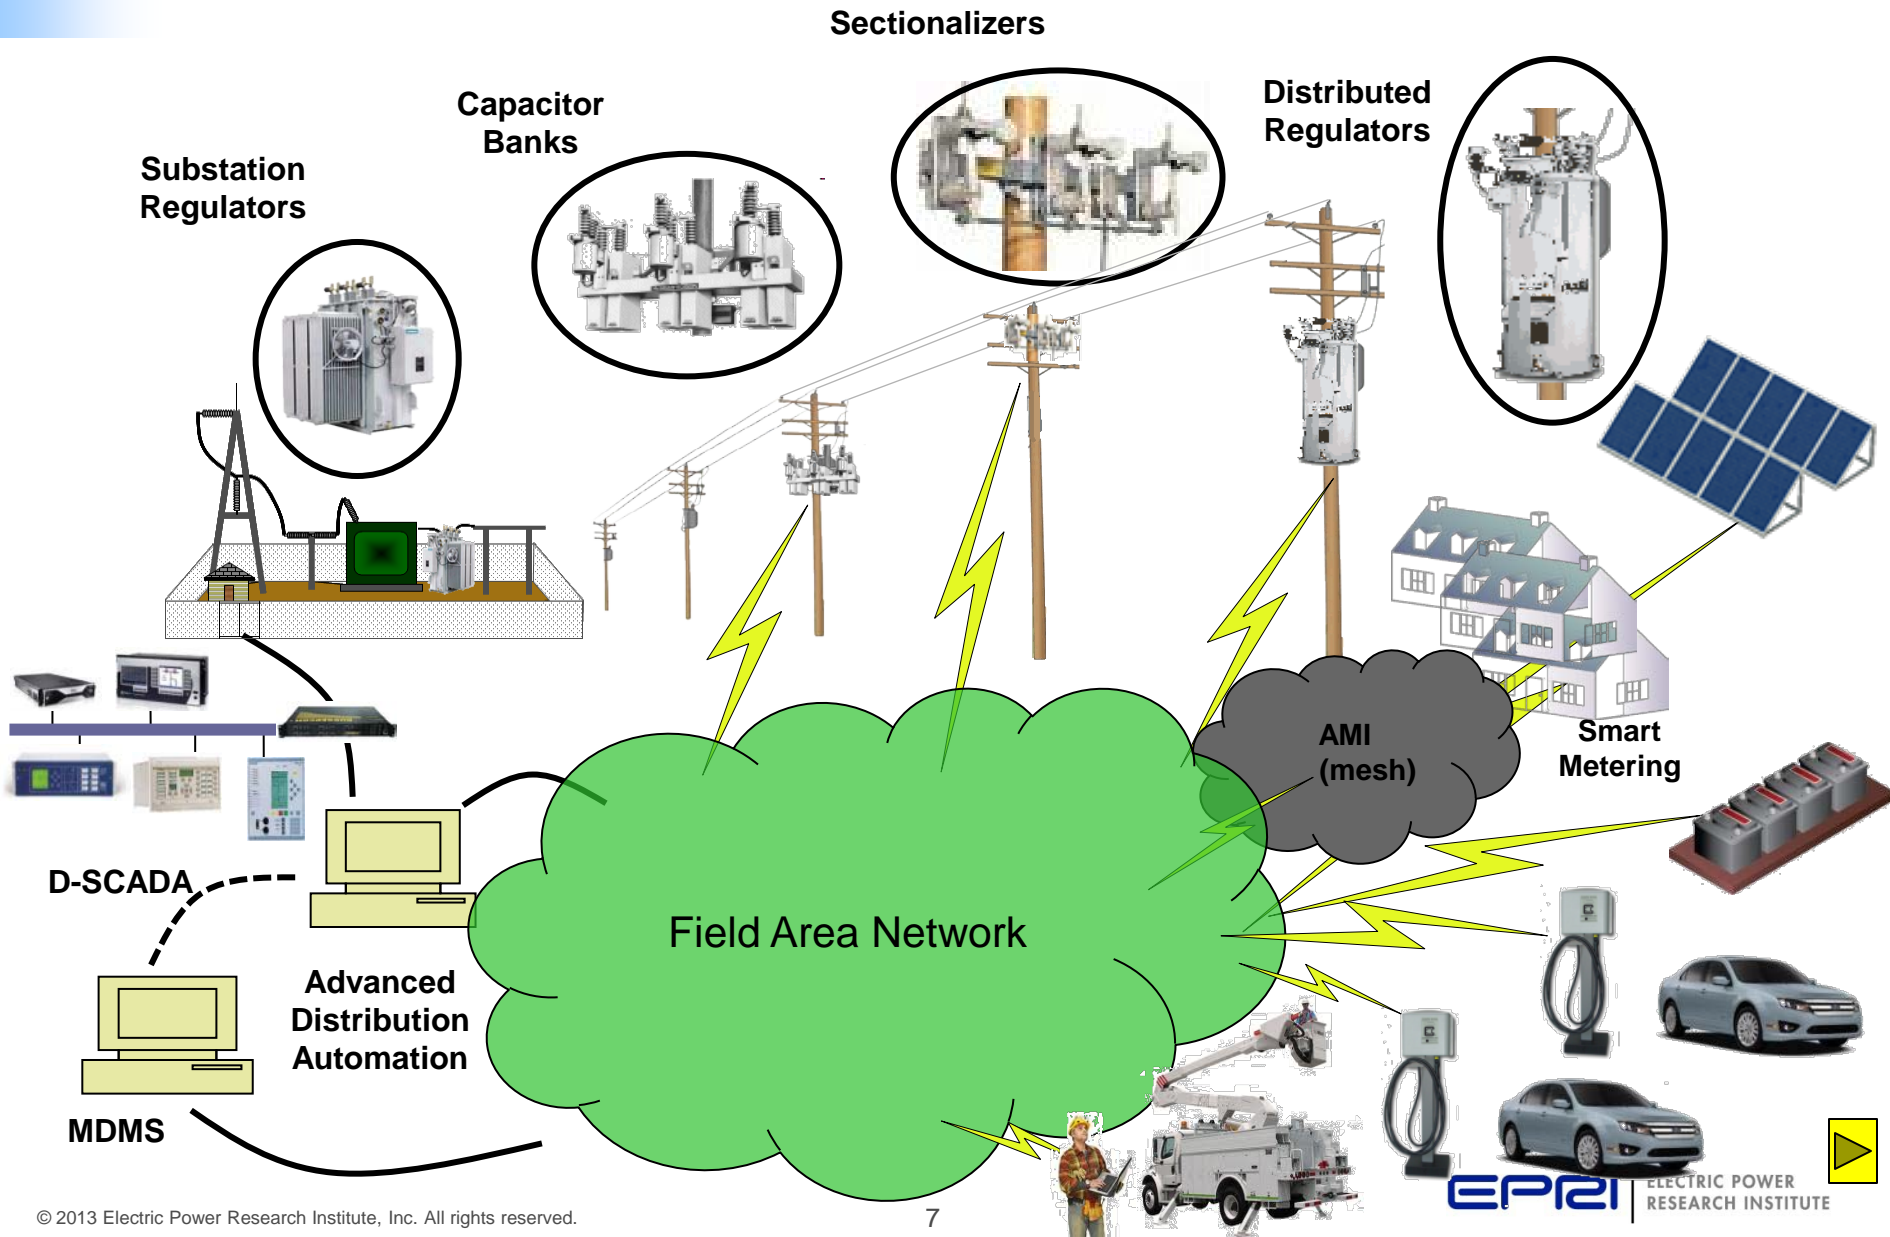 Sectionalizers
Capacitor
Banks
Distributed
Regulators
Substation
Regulators
AMI
(mesh)
Smart
Metering
D-SCADA
Field Area Network
Advanced
Distribution
Automation
MDMS
EPRI
ELECTRIC POWER
RESEARCH INSTITUTE
© 2013 Electric Power Research Institute, Inc. All rights reserved.
7